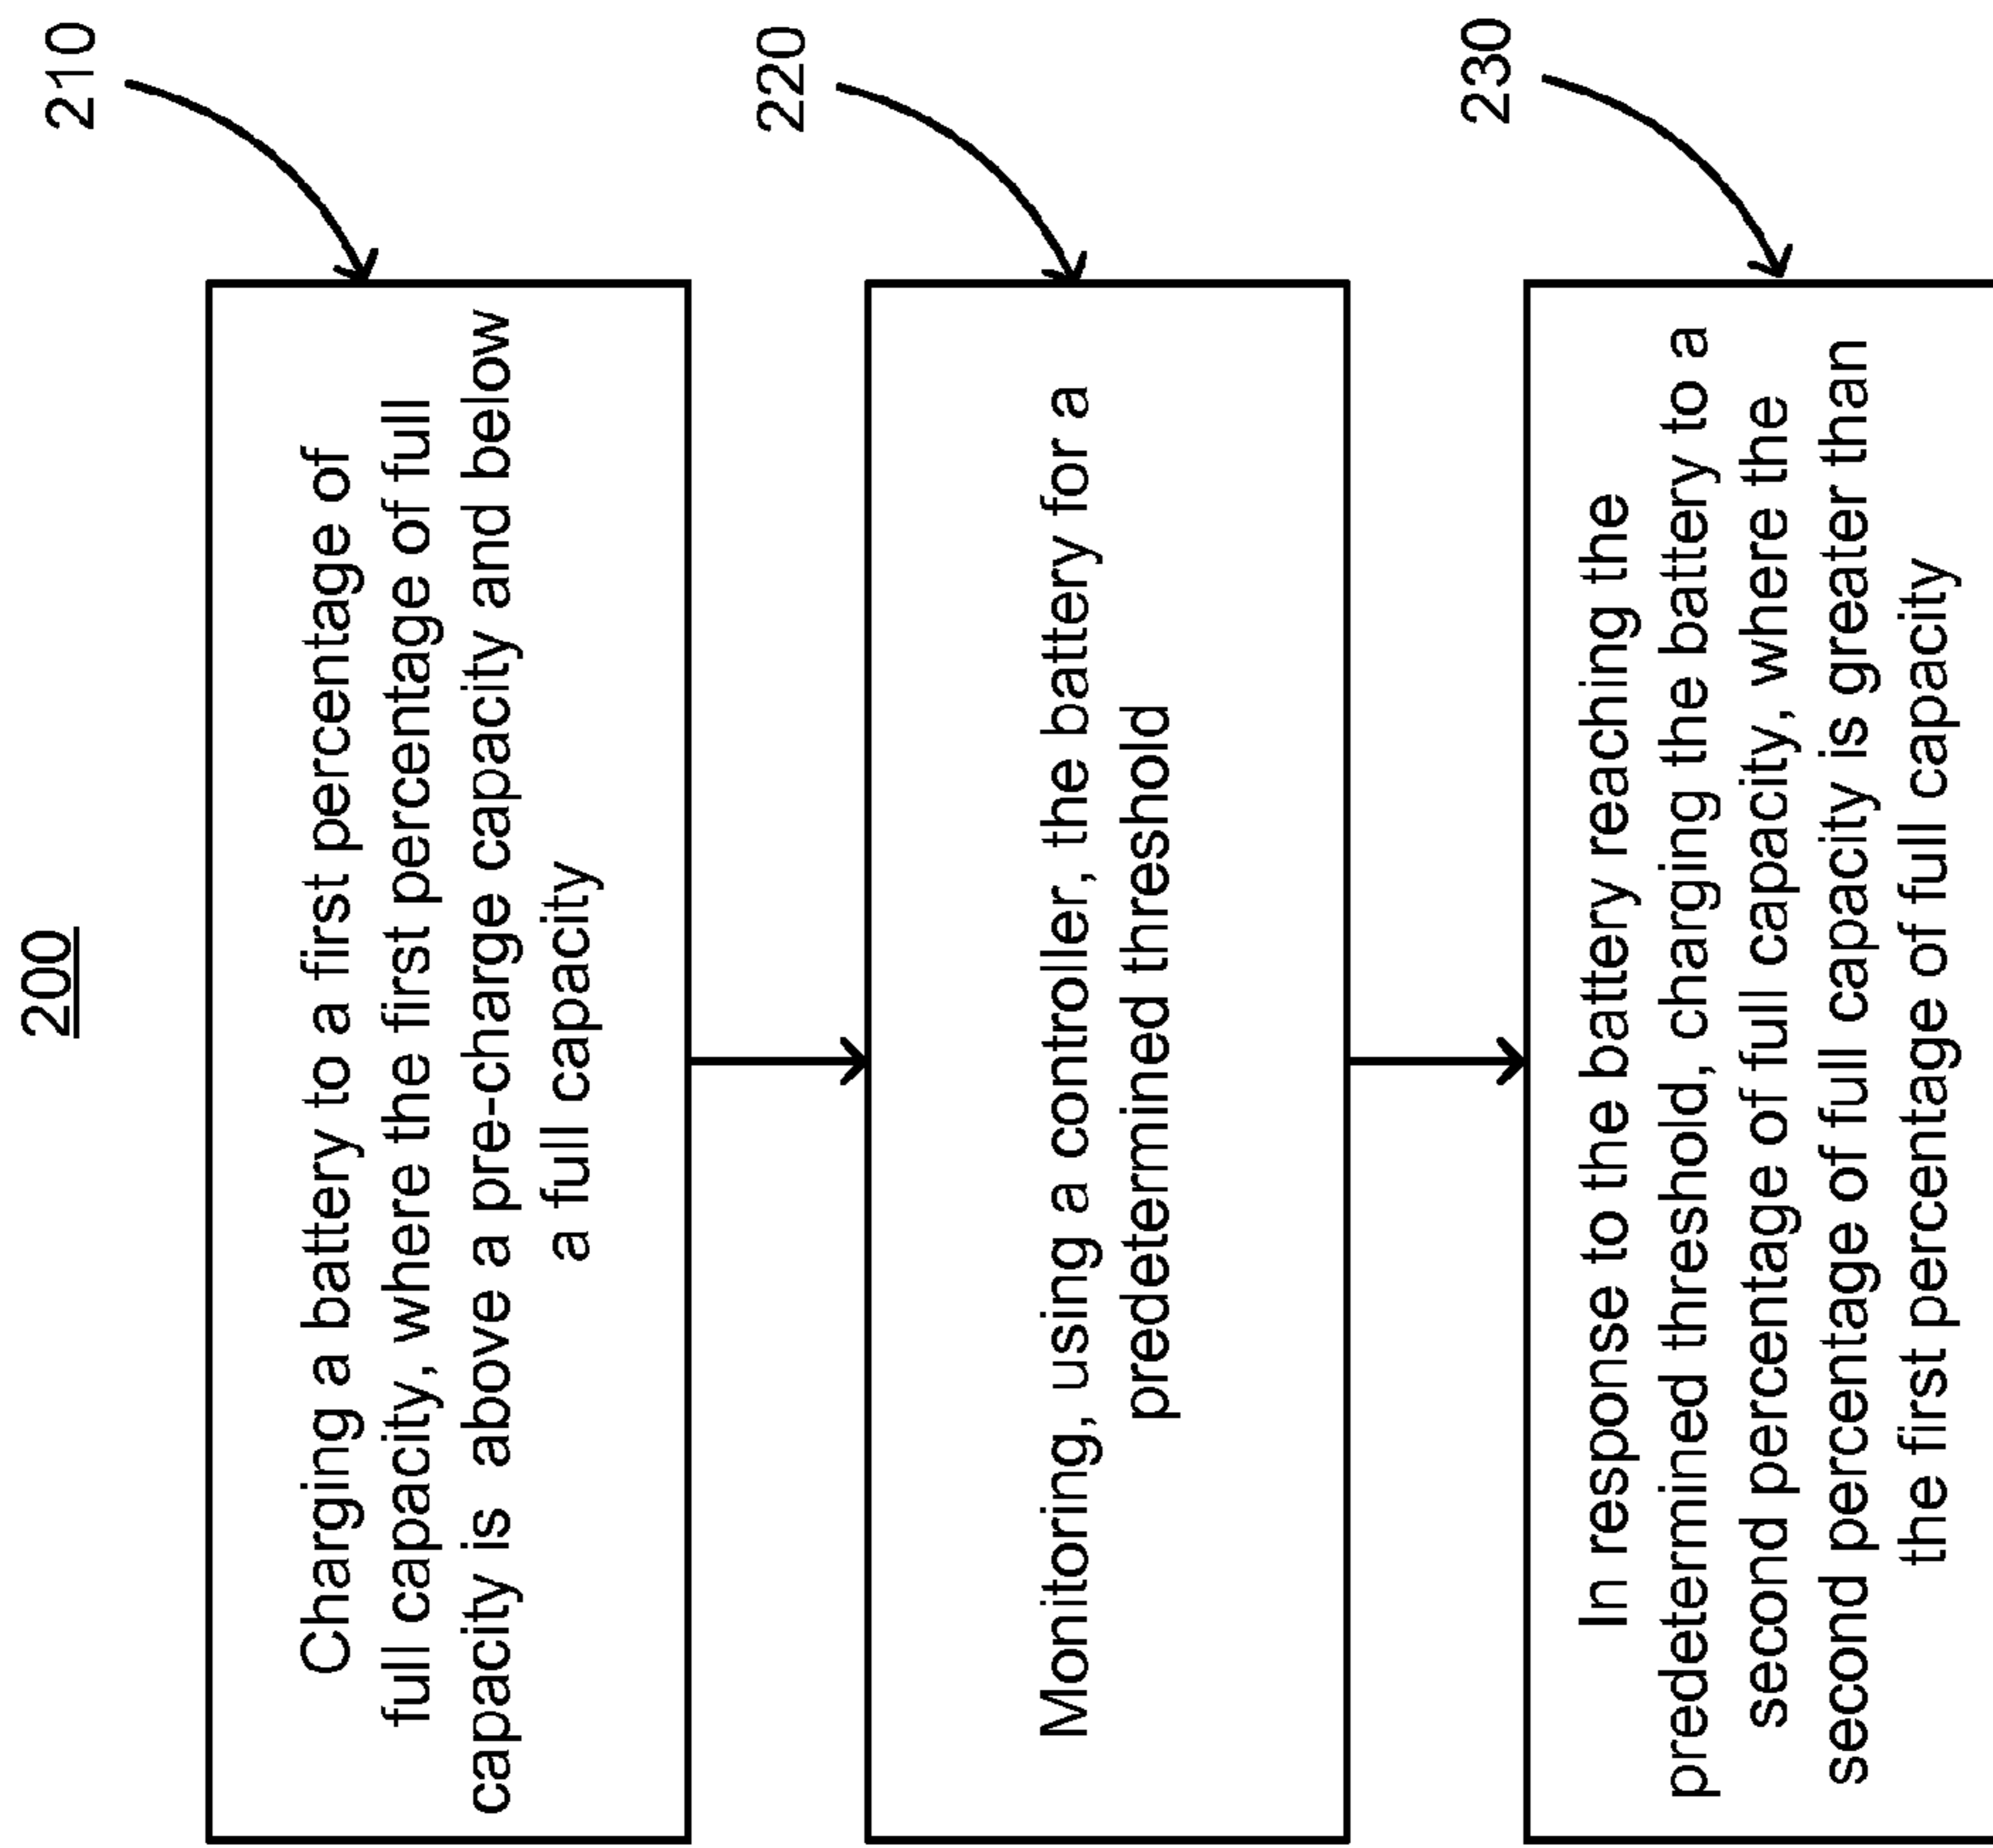 200
210
Charging a battery to a first percentage of
full capacity, where the first percentage of full
capacity is above a pre-charge capacity and below
a full capacity
220
Monitoring, using a controller, the battery for a
predetermined threshold
230
In response to the battery reaching the
predetermined threshold, charging the battery to a
second percentage of full capacity, where the
second percentage of full capacity is greater than
the first percentage of full capacity